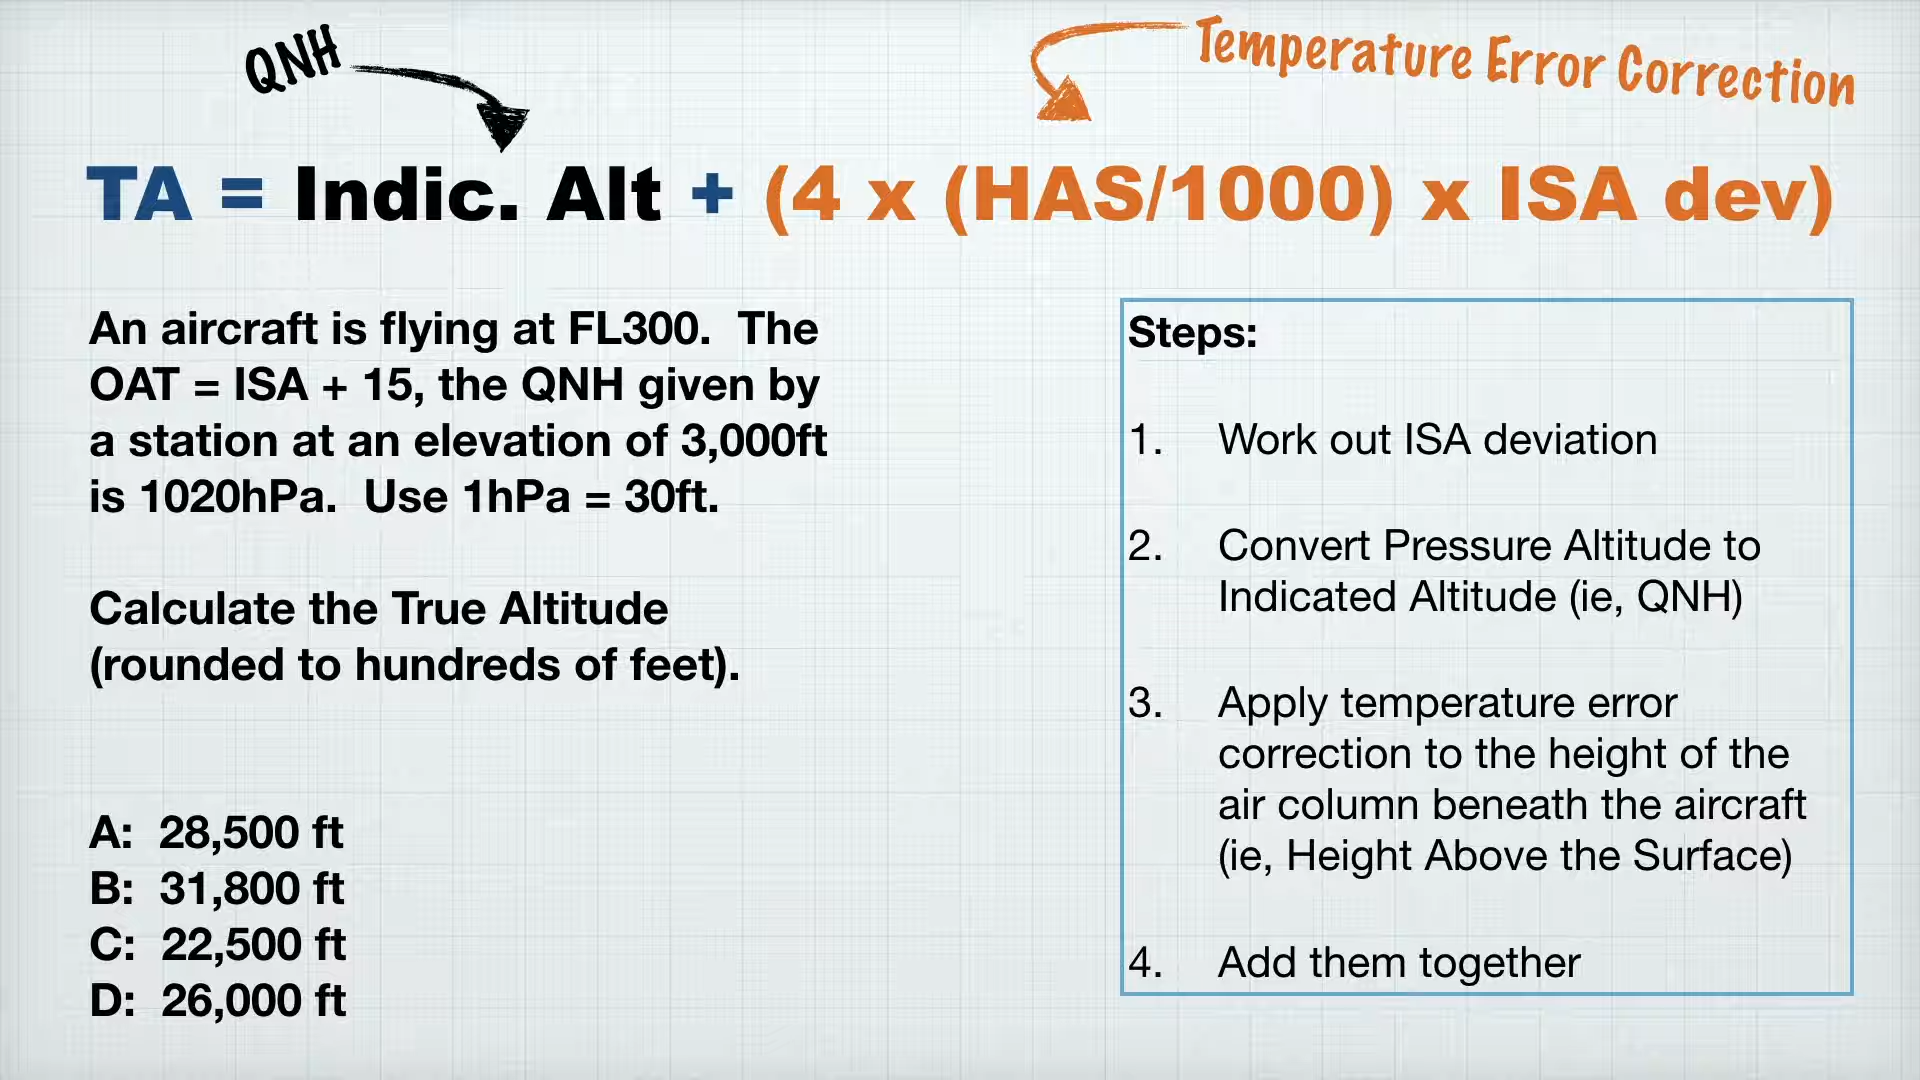 QNH
Temperature Error Correction
TA = Indic. Alt + (4 x (HAS/1000) x ISA dev)
An aircraft is flying at FL300. The
OAT = ISA + 15, the QNH given by
a station at an elevation of 3,000ft
is 1020hPa. Use 1hPa = 30ft.
Calculate the True Altitude
(rounded to hundreds of feet).
A: 28,500 ft
B: 31,800 ft
C: 22,500 ft
D: 26,000 ft
Steps:
1. Work out ISA deviation
2. Convert Pressure Altitude to
Indicated Altitude (ie, QNH)
3. Apply temperature error
correction to the height of the
air column beneath the aircraft
(ie, Height Above the Surface)
4. Add them together